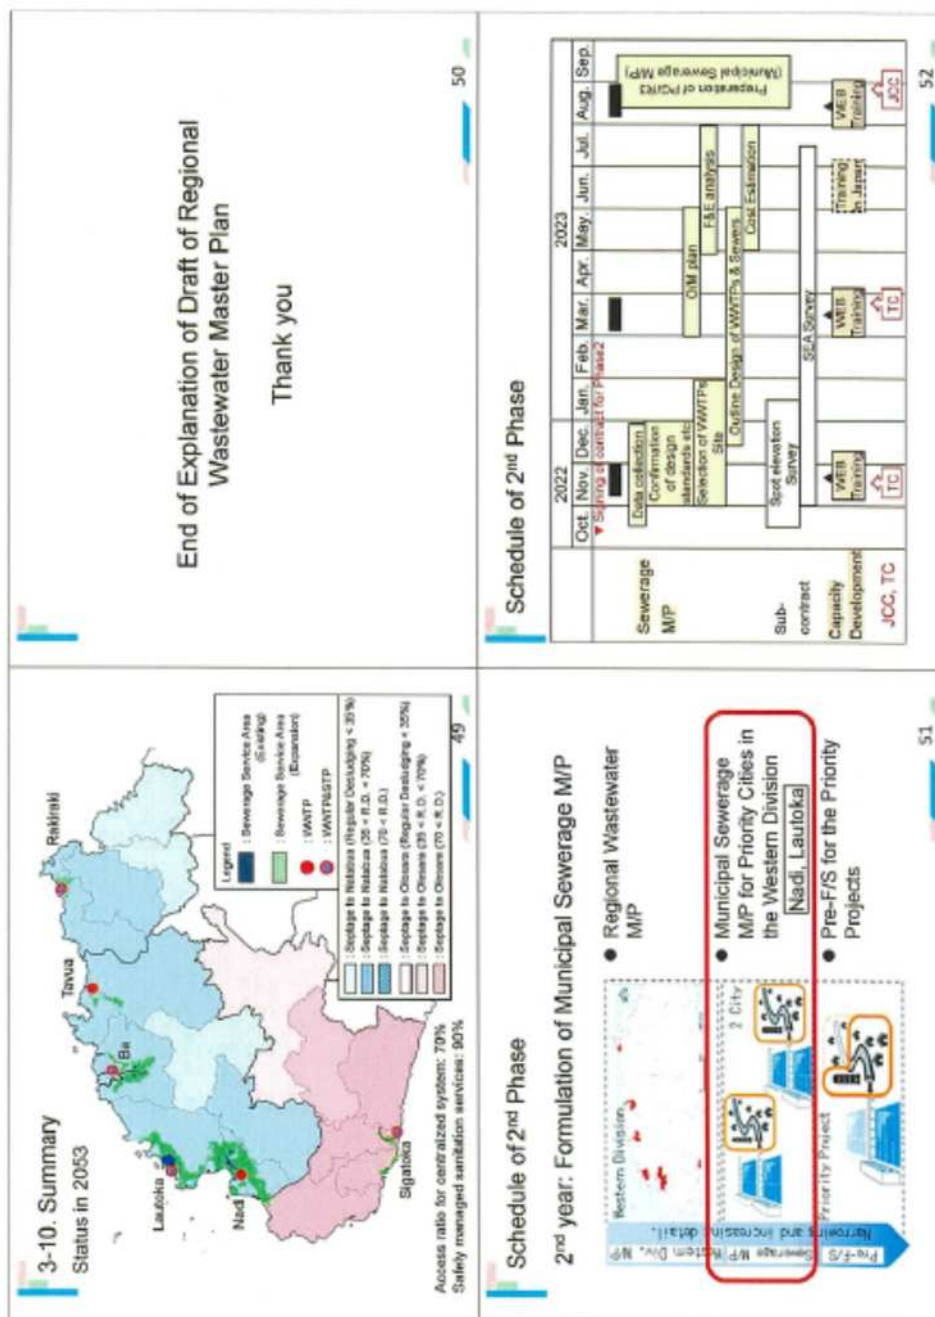 3-10. Summary
Status in 2053
Rakiraki
Tavua
Ba
Lautoka
Nadi
Sigatoka
Legend
: Sewerage Service Area
(Existing)
: Sewerage Service Area
(Expansion)
: WWTP
: WWTP&STP
: Septage to Natabua (Regular Desludging < 35%)
: Septage to Natabua (35 < R.D. < 70%)
: Septage to Natabua (70 < R.D.)
: Septage to Olosara (Regular Desludging < 35%)
: Septage to Olosara (35 < R.D. < 70%)
: Septage to Olosara (70 < R.D.)
Access ratio for centralized system: 70%
Safely managed sanitation services: 90%
49
End of Explanation of Draft of Regional
Wastewater Master Plan
Thank you
50
Schedule of 2nd Phase
2nd year: Formulation of Municipal Sewerage M/P
Western Division
2 City
Priority Project
Pre-F/S Sewerage M/P Western Div. M/P
Narrowing and increasing detail.
● Regional Wastewater
M/P
● Municipal Sewerage
M/P for Priority Cities in
the Western Division
Nadi, Lautoka
● Pre-F/S for the Priority
Projects
51
Schedule of 2nd Phase
2022 2023
Oct. Nov. Dec. Jan. Feb. Mar. Apr. May. Jun. Jul. Aug. Sep.
▼ Signing of contract for Phase2
Sewerage
M/P
Data collection
Confirmation
of design
standards etc
Selection of WWTPs
Site
O/M plan
F&E analysis
Outline Design of WWTPs & Sewers
Cost Estimation
Preparation of PG/R3
(Municipal Sewerage M/P)
Sub-
contract
Spot elevation
Survey
SEA Survey
Capacity
Development
WEB
Training
WEB
Training
Training
in Japan
WEB
Training
JCC, TC
TC
TC
JCC
52